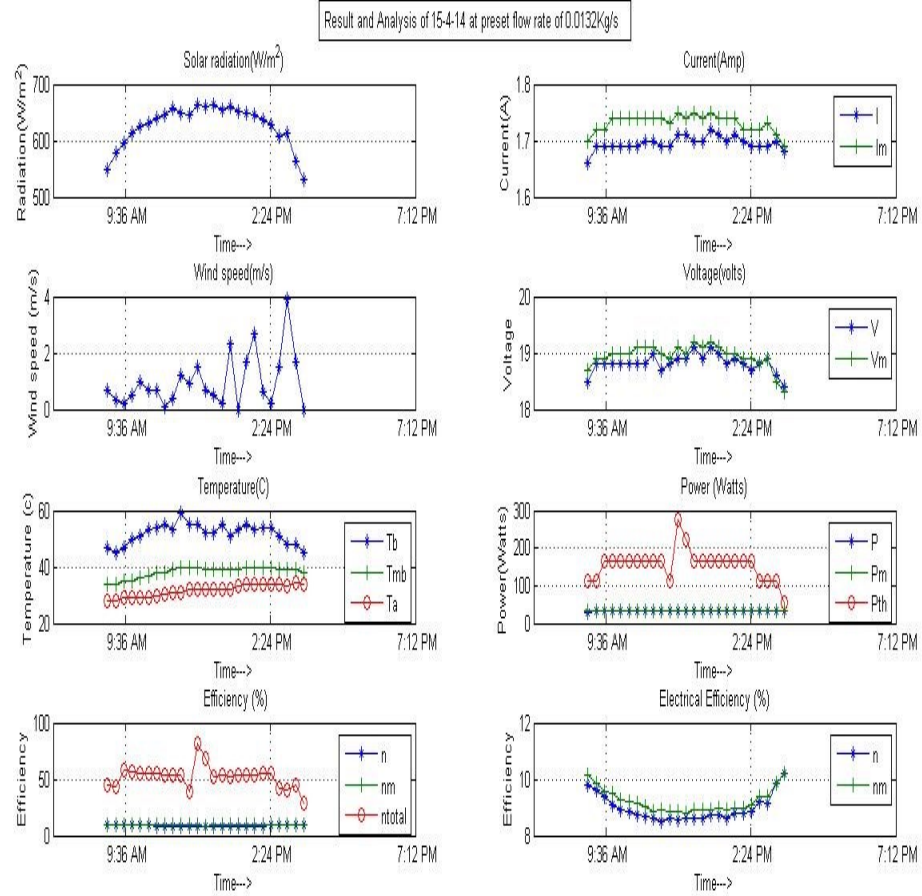 Result and Analysis of 15-4-14 at preset flow rate of 0.0132Kg/s
Solar radiation(W/m²)
Radiation(W/m²)
700
600
500
9:36 AM 2:24 PM 7:12 PM
Time--->
Current(Amp)
Current(A)
1.8
1.7
1.6
I
Im
9:36 AM 2:24 PM 7:12 PM
Time--->
Wind speed(m/s)
Wind speed (m/s)
4
2
0
9:36 AM 2:24 PM 7:12 PM
Time--->
Voltage(volts)
Voltage
20
19
18
V
Vm
9:36 AM 2:24 PM 7:12 PM
Time--->
Temperature(C)
Temperature (c)
60
40
20
Tb
Tmb
Ta
9:36 AM 2:24 PM 7:12 PM
Time--->
Power (Watts)
Power(Watts)
300
200
100
0
P
Pm
Pth
9:36 AM 2:24 PM 7:12 PM
Time--->
Efficiency (%)
Efficiency
100
50
0
n
nm
ntotal
9:36 AM 2:24 PM 7:12 PM
Time--->
Electrical Efficiency (%)
Efficiency
12
10
8
n
nm
9:36 AM 2:24 PM 7:12 PM
Time--->